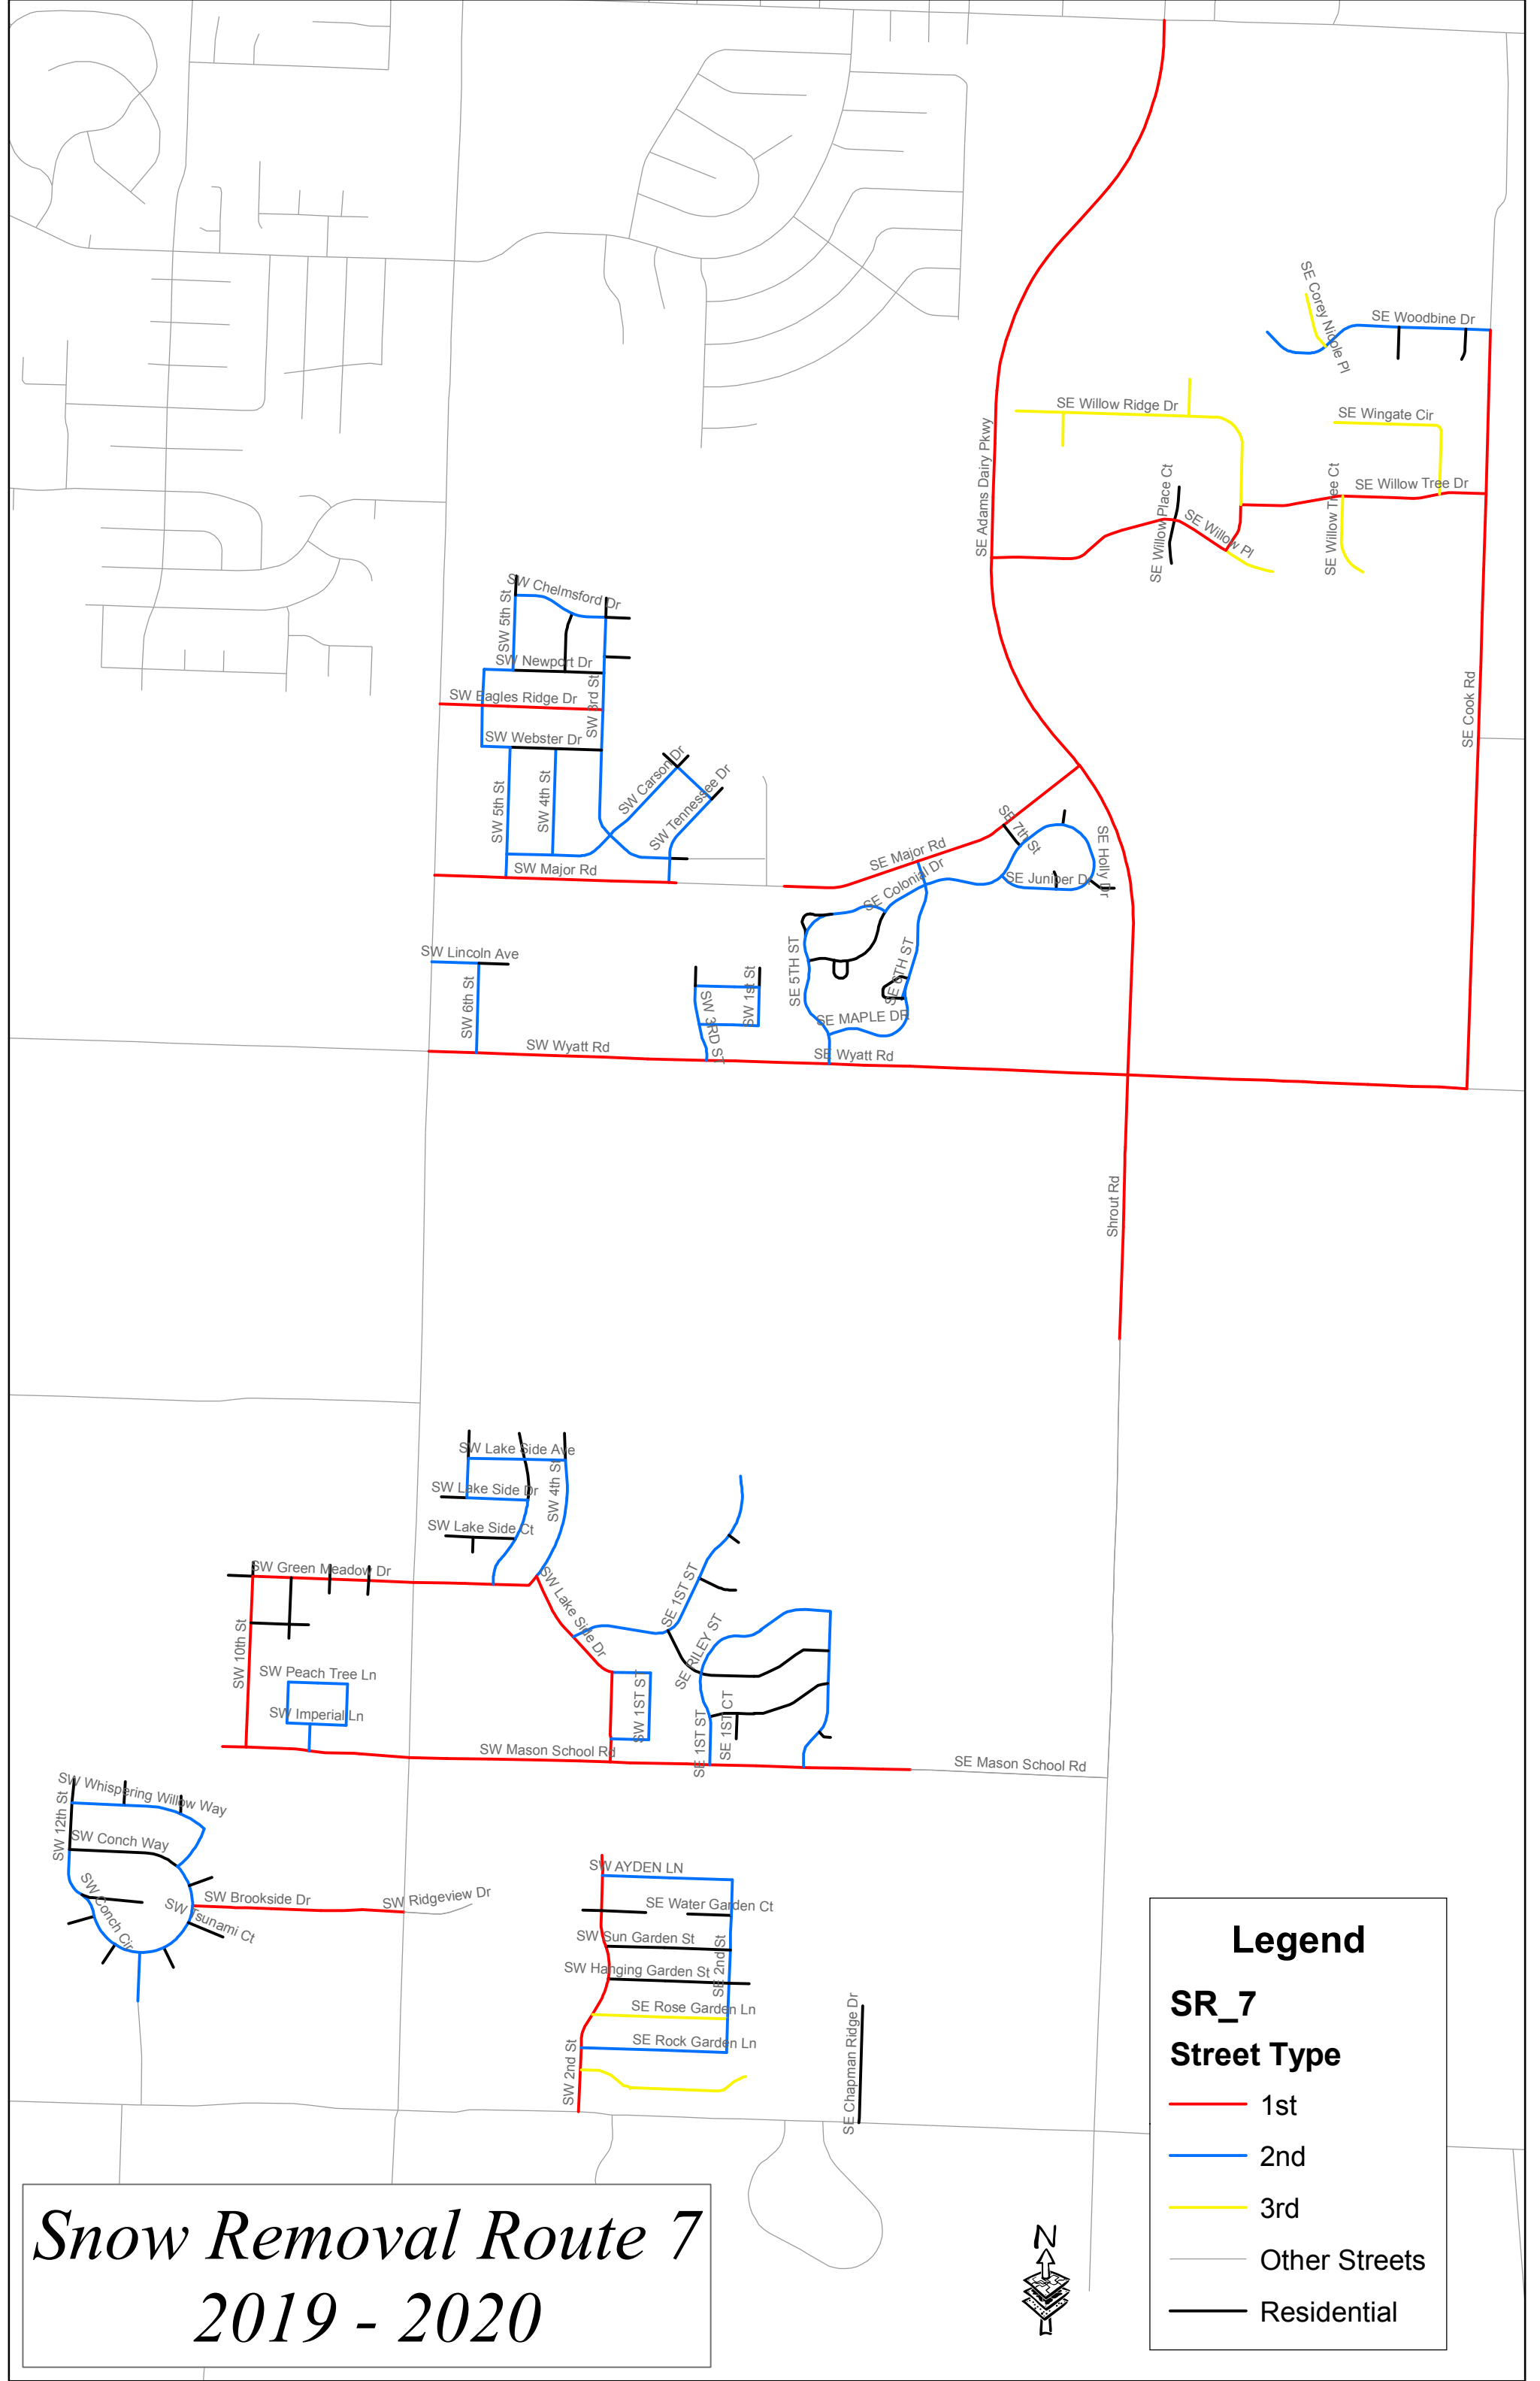 SE Corey Nicole Pl
SE Woodbine Dr
SE Willow Ridge Dr
SE Wingate Cir
SE Adams Dairy Pkwy
SE Willow Place Ct
SE Willow Pl
SE Willow Tree Ct
SE Willow Tree Dr
SE Cook Rd
SW Chelmsford Dr
SW 5th St
SW Newport Dr
SW Eagles Ridge Dr
SW 3rd St
SW Webster Dr
SW 5th St
SW 4th St
SW Carson Dr
SW Tennessee Dr
SW Major Rd
SE Major Rd
SE 7th St
SE Colonial Dr
SE Juniper Dr
SE Holly Dr
SW Lincoln Ave
SW 6th St
SW 3RD ST
SW 1st St
SE 5TH ST
SE 6TH ST
SE MAPLE DR
SW Wyatt Rd
SE Wyatt Rd
Shrout Rd
SW Lake Side Ave
SW Lake Side Dr
SW 4th St
SW Lake Side Ct
SW Green Meadow Dr
SW Lake Side Dr
SE 1ST ST
SW 10th St
SE RILEY ST
SW Peach Tree Ln
SW Imperial Ln
SW 1ST ST
SE 1ST ST
SE 1ST CT
SW Mason School Rd
SE Mason School Rd
SW Whispering Willow Way
SW 12th St
SW Conch Way
SW Conch Cir
SW Tsunami Ct
SW Brookside Dr
SW Ridgeview Dr
SW AYDEN LN
SE Water Garden Ct
SW Sun Garden St
SW Hanging Garden St
SE 2nd St
SE Rose Garden Ln
SE Rock Garden Ln
SW 2nd St
SE Chapman Ridge Dr
Legend
SR_7
Street Type
1st
2nd
3rd
Other Streets
Residential
N
Snow Removal Route 7
2019 - 2020